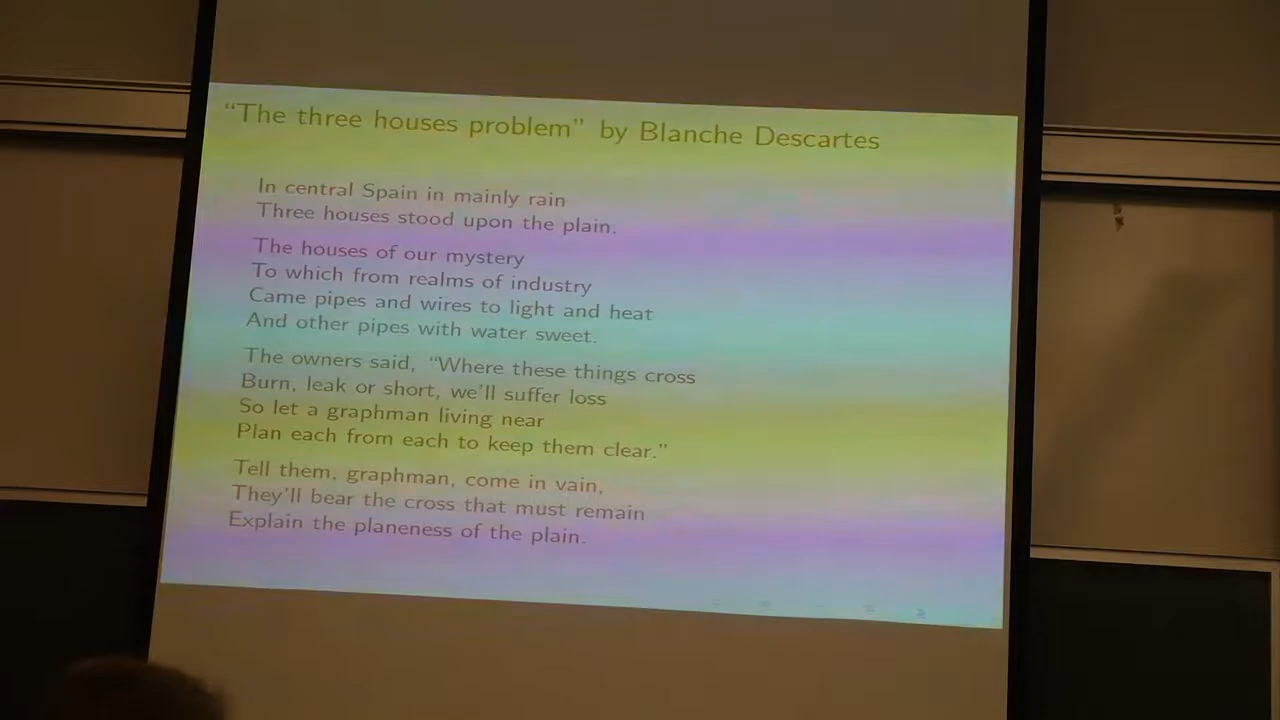 “The three houses problem” by Blanche Descartes
In central Spain in mainly rain
Three houses stood upon the plain.
The houses of our mystery
To which from realms of industry
Came pipes and wires to light and heat
And other pipes with water sweet.
The owners said, “Where these things cross
Burn, leak or short, we'll suffer loss
So let a graphman living near
Plan each from each to keep them clear.”
Tell them, graphman, come in vain,
They'll bear the cross that must remain
Explain the planeness of the plain.